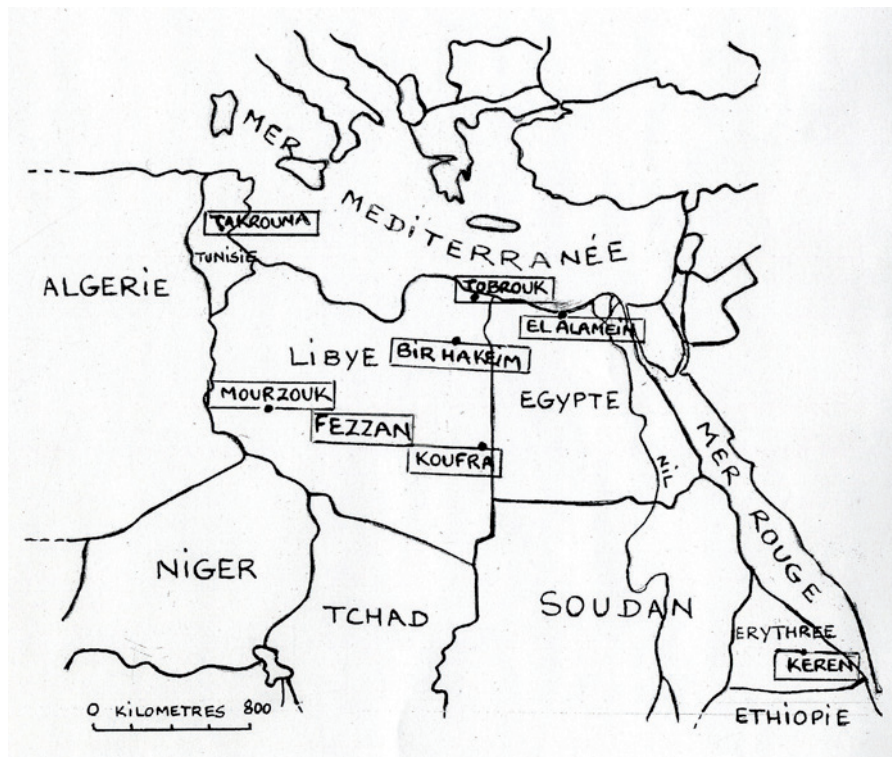 MER
MEDITERRANÉE
TAKROUNA
TUNISIE
ALGERIE
TOBROUK
EL ALAMEIN
LIBYE
BIR HAKEIM
MOURZOUK
EGYPTE
FEZZAN
KOUFRA
NIL
MER ROUGE
NIGER
TCHAD
SOUDAN
ERYTHREE
KEREN
0 KILOMETRES 800
ETHIOPIE